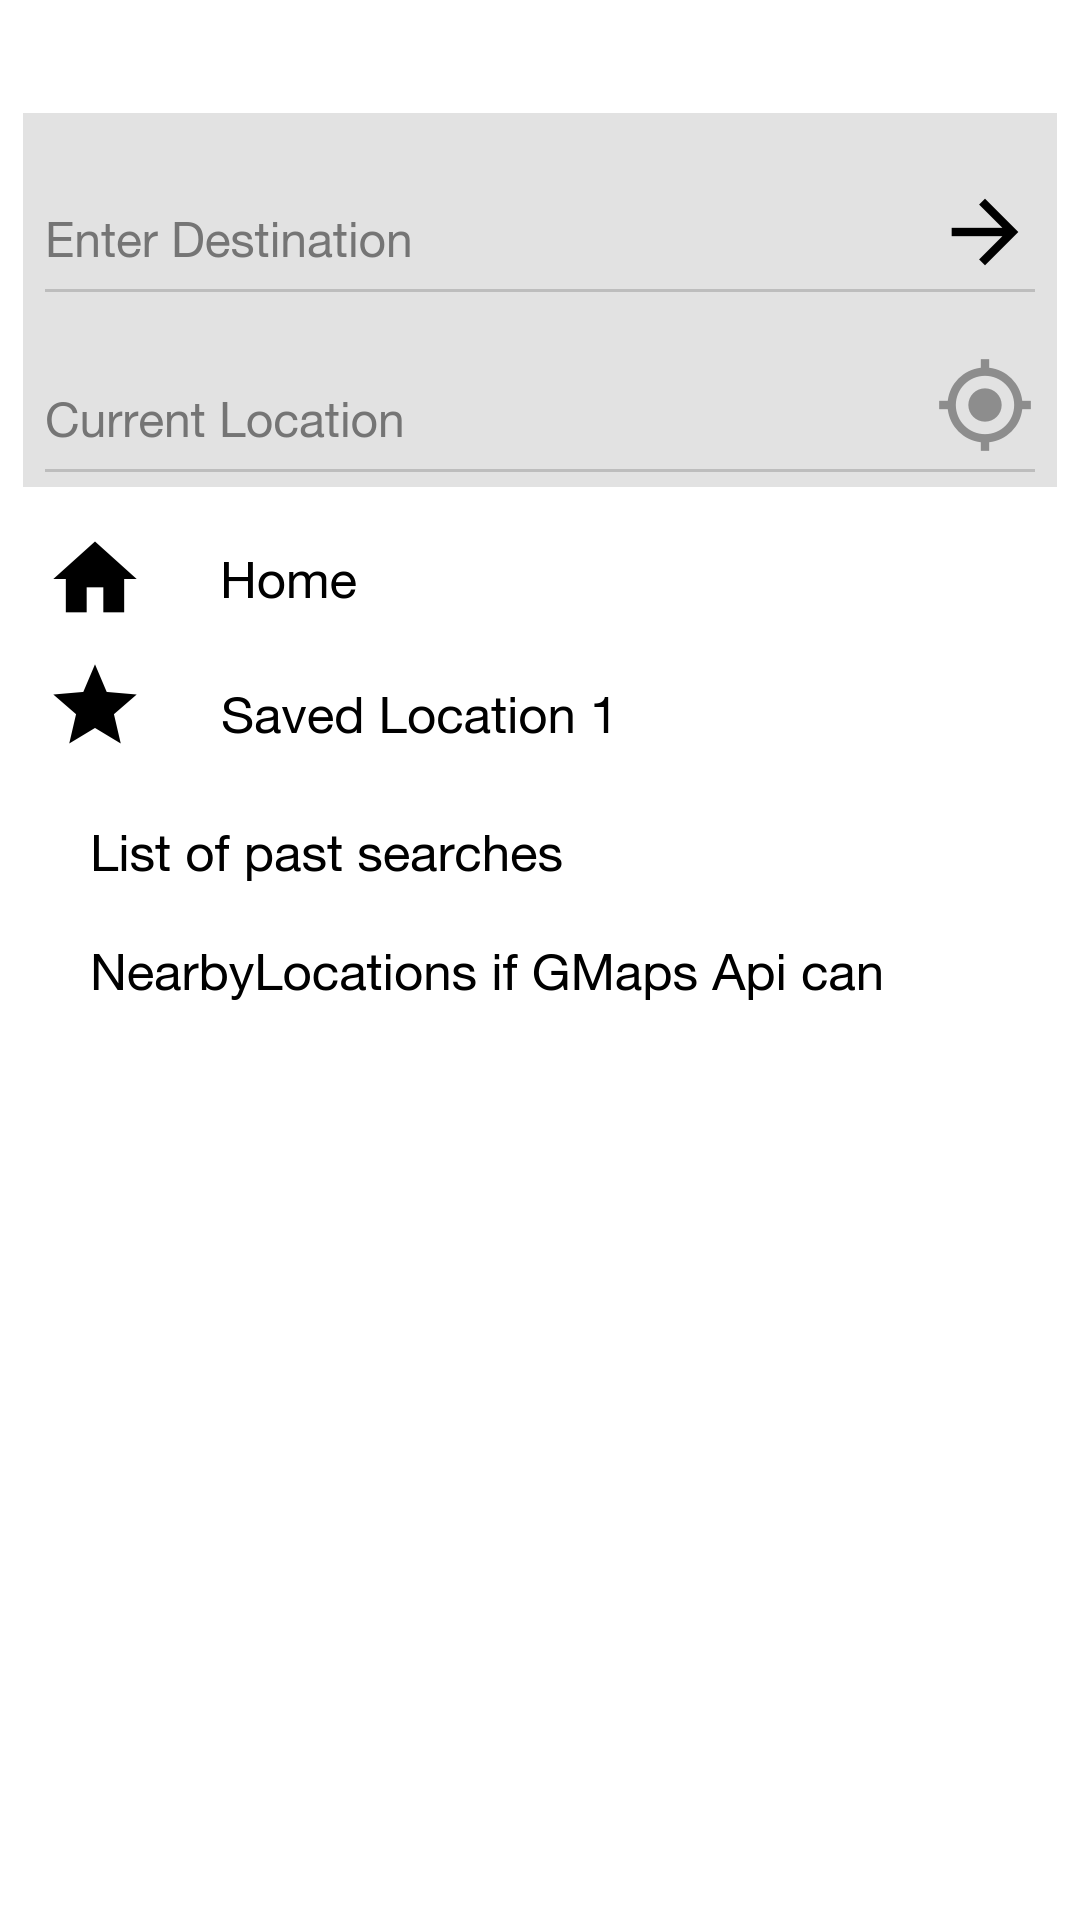 Enter Destination
Current Location
Home
Saved Location 1
List of past searches
NearbyLocations if GMaps Api can